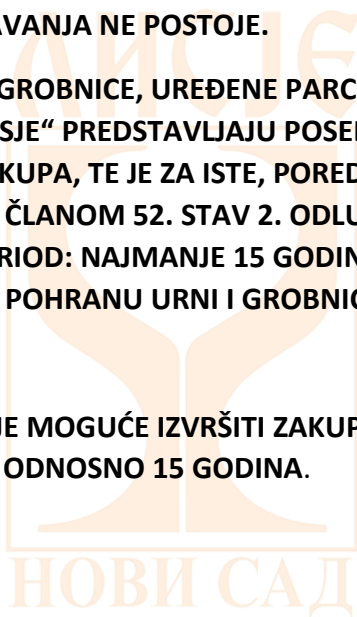 AVANJA NE POSTOJE.
GROBNICE, UREĐENE PARC
SJE“ PREDSTAVLJAJU POSE
KUPA, TE JE ZA ISTE, PORED
ČLANOM 52. STAV 2. ODLU
RIOD: NAJMANJE 15 GODIN
POHRANU URNI I GROBNIC
JE MOGUĆE IZVRŠITI ZAKUP
ODNOSNO 15 GODINA.
НОВИ САД